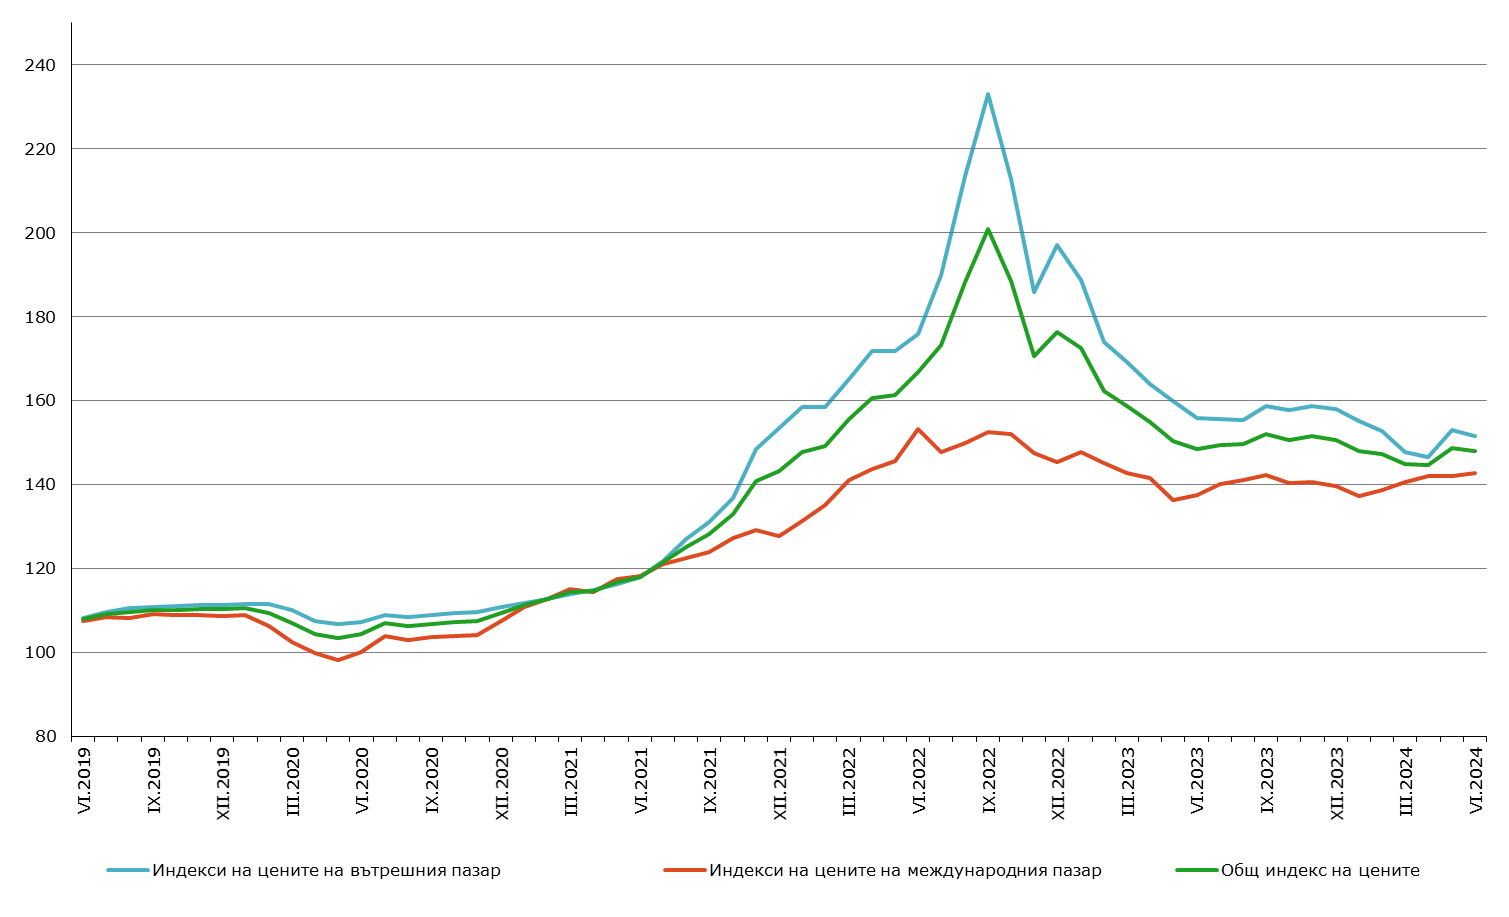 240
220
200
180
160
140
120
100
80
VI.2019
IX.2019
XII.2019
III.2020
VI.2020
IX.2020
XII.2020
III.2021
VI.2021
IX.2021
XII.2021
III.2022
VI.2022
IX.2022
XII.2022
III.2023
VI.2023
IX.2023
XII.2023
III.2024
VI.2024
Индекси на цените на вътрешния пазар
Индекси на цените на международния пазар
Общ индекс на цените